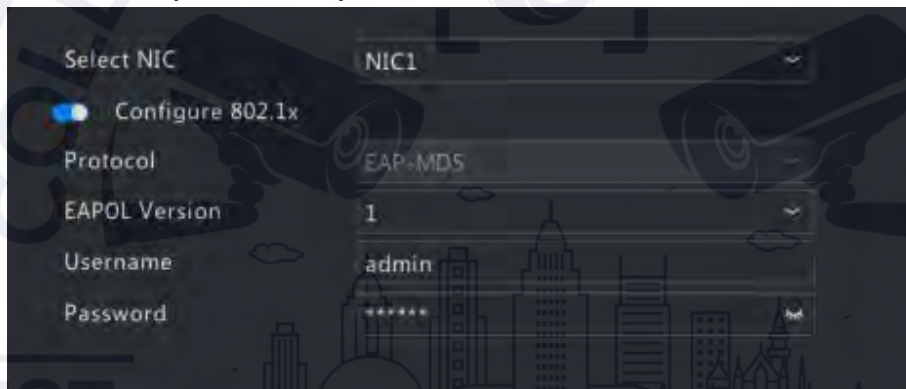 Select NIC NIC1
Configure 802.1x
Protocol EAP-MD5
EAPOL Version 1
Username admin
Password ******